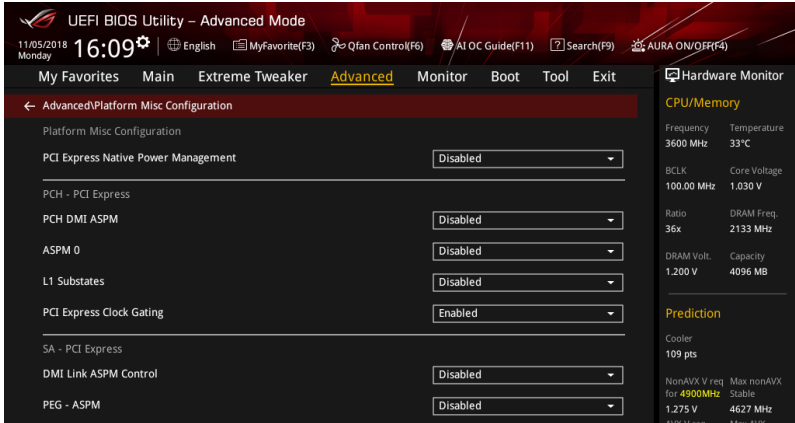 UEFI BIOS Utility – Advanced Mode
11/05/2018 Monday 16:09 English MyFavorite(F3) Qfan Control(F6) AI OC Guide(F11) ? Search(F9) AURA ON/OFF(F4)
My Favorites Main Extreme Tweaker Advanced Monitor Boot Tool Exit
← Advanced\Platform Misc Configuration
Platform Misc Configuration
PCI Express Native Power Management Disabled
PCH - PCI Express
PCH DMI ASPM Disabled
ASPM 0 Disabled
L1 Substates Disabled
PCI Express Clock Gating Enabled
SA - PCI Express
DMI Link ASPM Control Disabled
PEG - ASPM Disabled
Hardware Monitor
CPU/Memory
Frequency Temperature
3600 MHz 33°C
BCLK Core Voltage
100.00 MHz 1.030 V
Ratio DRAM Freq.
36x 2133 MHz
DRAM Volt. Capacity
1.200 V 4096 MB
Prediction
Cooler
109 pts
NonAVX V req Max nonAVX
for 4900MHz Stable
1.275 V 4627 MHz